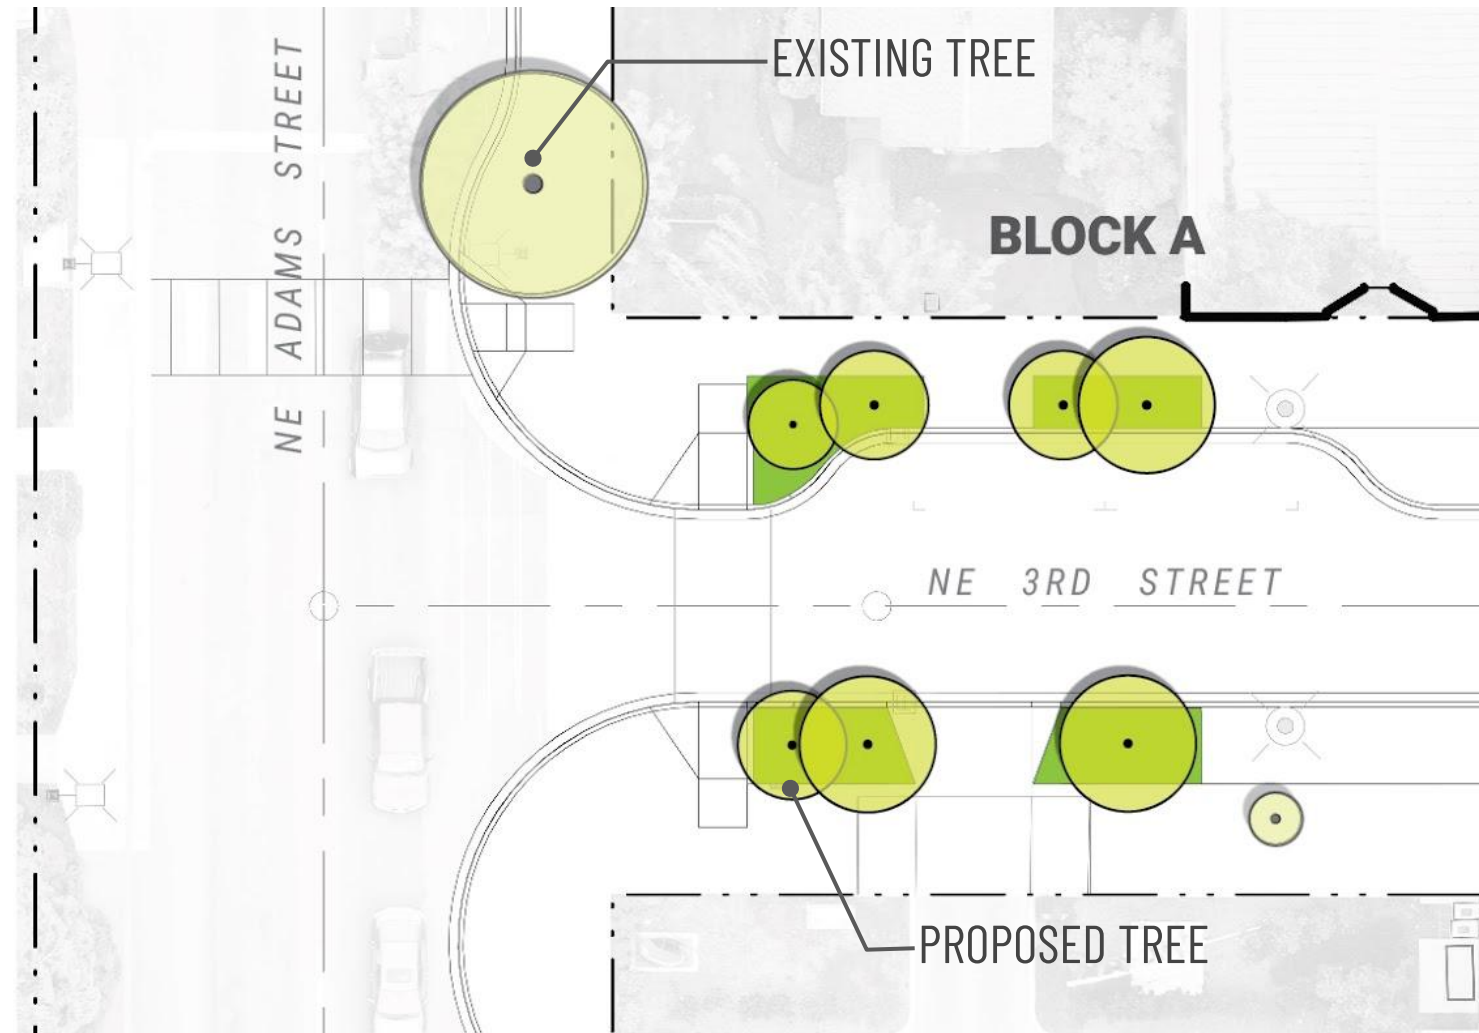 EXISTING TREE
NE ADAMS STREET
BLOCK A
NE 3RD STREET
PROPOSED TREE